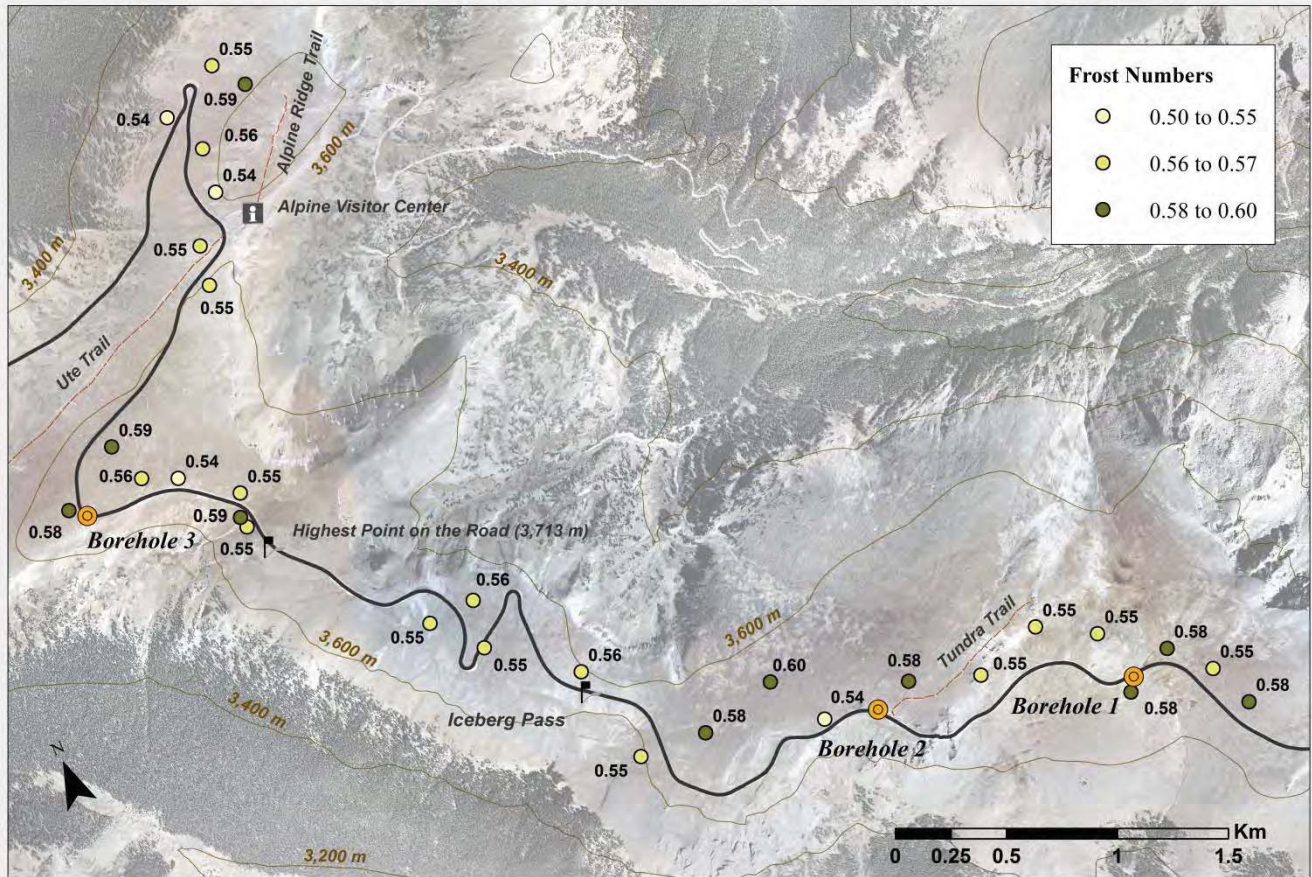 0.55
0.59
0.54
0.56
0.54
Alpine Ridge Trail
3,600 m
Alpine Visitor Center
3,400 m
0.55
0.55
Ute Trail
Frost Numbers
0.50 to 0.55
0.56 to 0.57
0.58 to 0.60
3,400 m
0.59
0.56
0.54
0.55
0.58
0.59
0.55
Borehole 3
Highest Point on the Road (3,713 m)
0.56
0.55
0.55
0.56
Iceberg Pass
3,600 m
3,600 m
3,400 m
3,200 m
0.60
0.58
0.58
0.55
0.54
Borehole 2
Tundra Trail
0.55
0.55
0.55
0.58
0.55
0.58
0.58
Borehole 1
N
Km
0 0.25 0.5 1 1.5